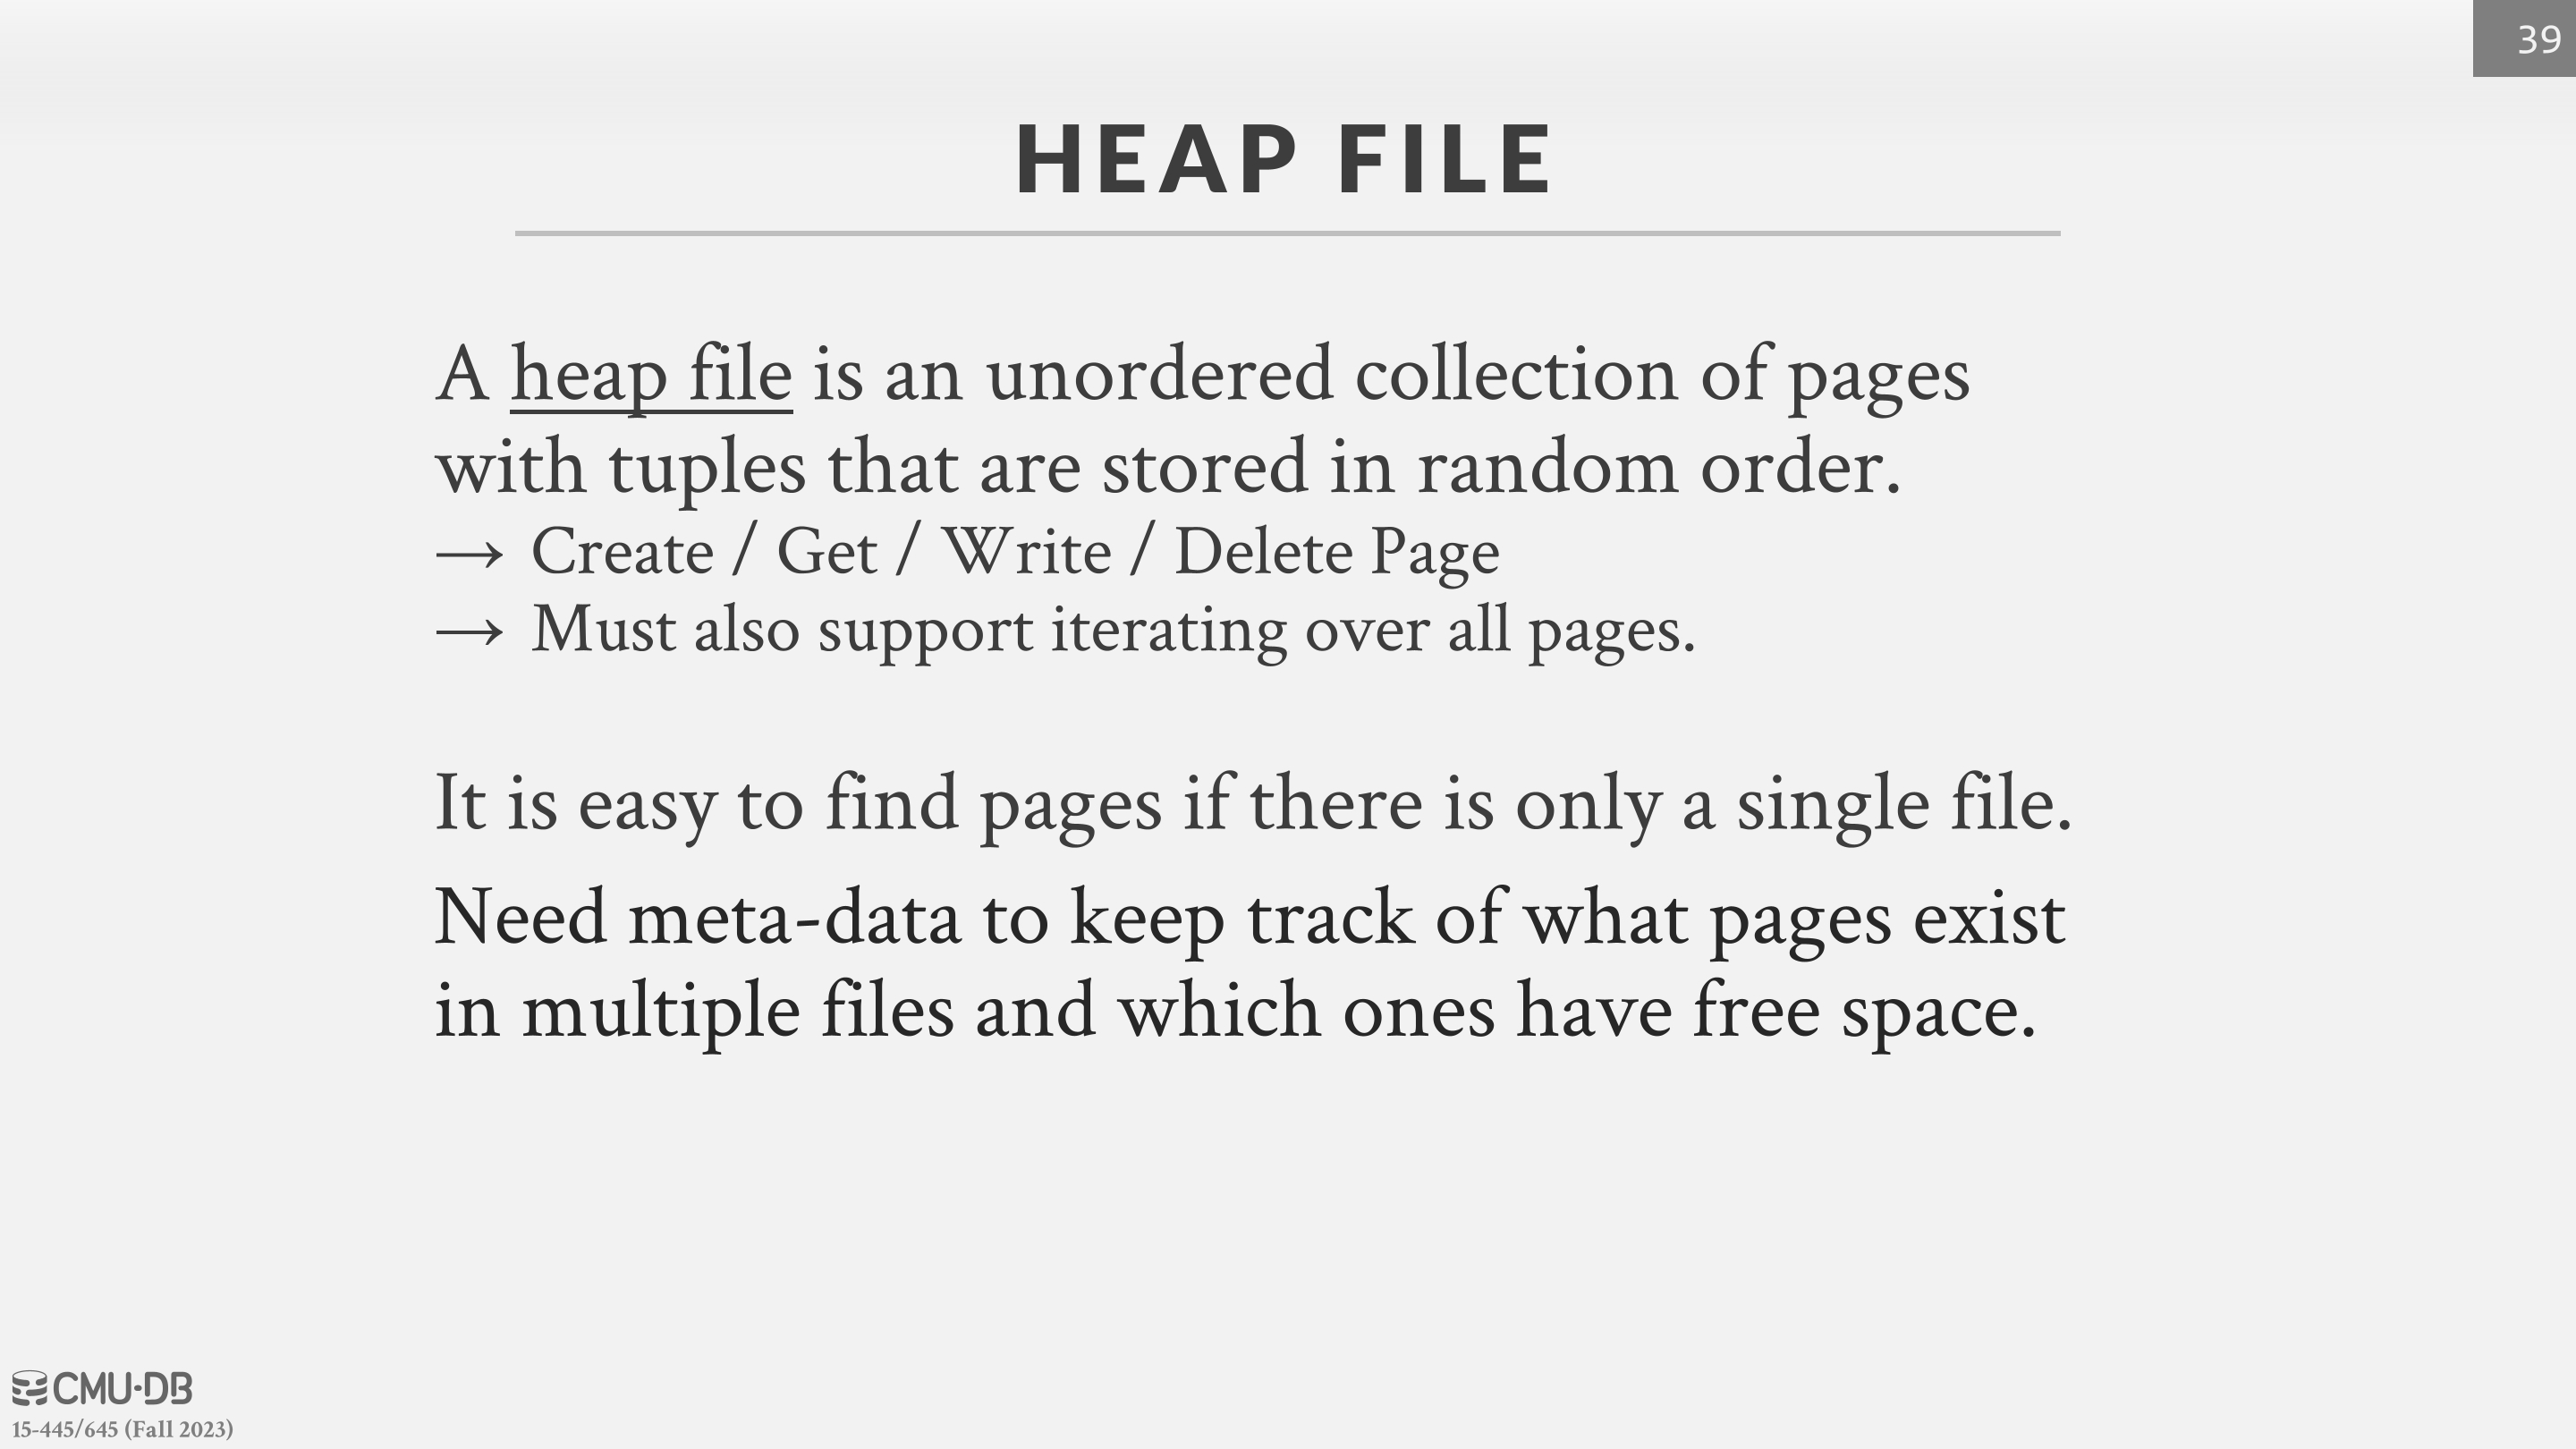 39
HEAP FILE
A heap file is an unordered collection of pages
with tuples that are stored in random order.
→ Create / Get / Write / Delete Page
→ Must also support iterating over all pages.
It is easy to find pages if there is only a single file.
Need meta-data to keep track of what pages exist
in multiple files and which ones have free space.
CMU·DB
15-445/645 (Fall 2023)